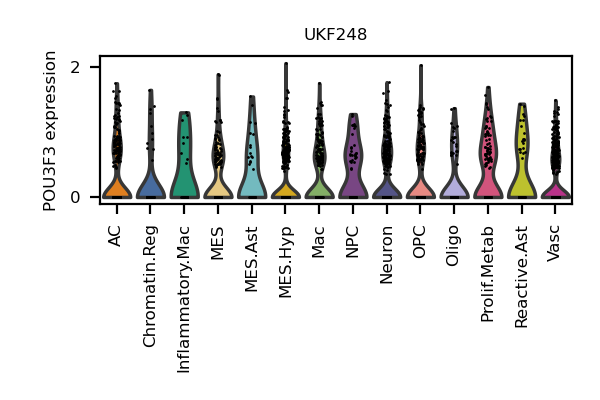 UKF248
POU3F3 expression
2
0
AC
Chromatin.Reg
Inflammatory.Mac
MES
MES.Ast
MES.Hyp
Mac
NPC
Neuron
OPC
Oligo
Prolif.Metab
Reactive.Ast
Vasc